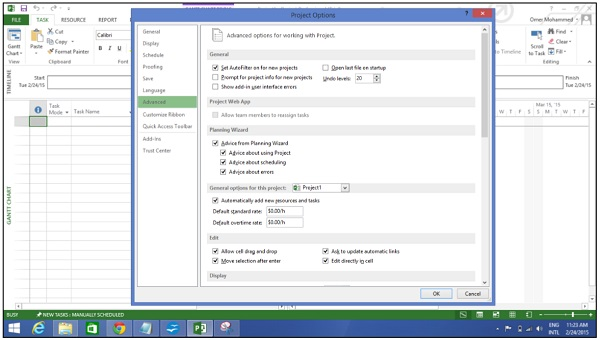 Project Options
Omer Mohammed
FILE TASK RESOURCE REPORT
Gantt Chart
Paste
Cut
Copy
Format Painter
Calibri
B I U
View Clipboard
Timeline
Scroll to Task
Find
Fill
Editing
General
Display
Schedule
Proofing
Save
Language
Advanced
Customize Ribbon
Quick Access Toolbar
Add-Ins
Trust Center
Advanced options for working with Project.
General
Set AutoFilter on for new projects Open last file on startup
Prompt for project info for new projects Undo levels: 20
Show add-in user interface errors
Project Web App
Allow team members to reassign tasks
Planning Wizard
Advice from Planning Wizard
Advice about using Project
Advice about scheduling
Advice about errors
General options for this project: Project1
Automatically add new resources and tasks
Default standard rate: $0.00/h
Default overtime rate: $0.00/h
Edit
Allow cell drag and drop Ask to update automatic links
Move selection after enter Edit directly in cell
Display
OK Cancel
TIMELINE
Start
Tue 2/24/15
Finish
Tue 2/24/15
Task Mode Task Name
Mar 15, '15
W T F S S M T W T F
GANTT CHART
BUSY NEW TASKS : MANUALLY SCHEDULED
ENG INTL
11:23 AM
2/24/2015